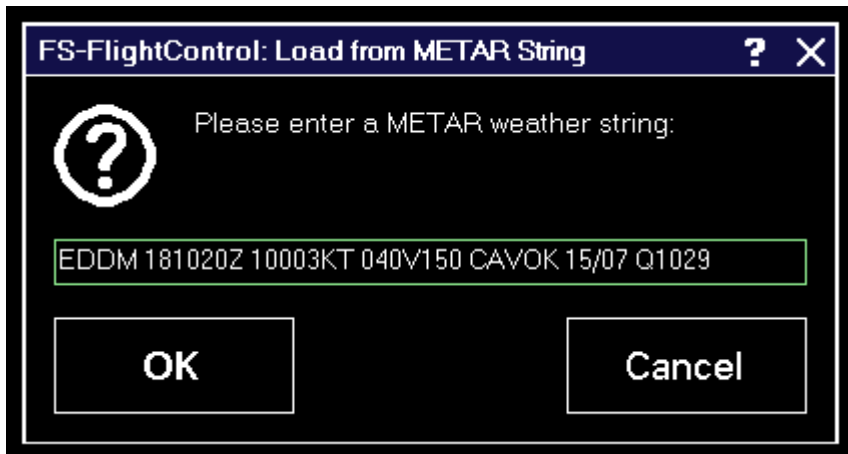 FS-FlightControl: Load from METAR String ? X
Please enter a METAR weather string:
?
EDDM 181020Z 10003KT 040V150 CAVOK 15/07 Q1029
OK Cancel